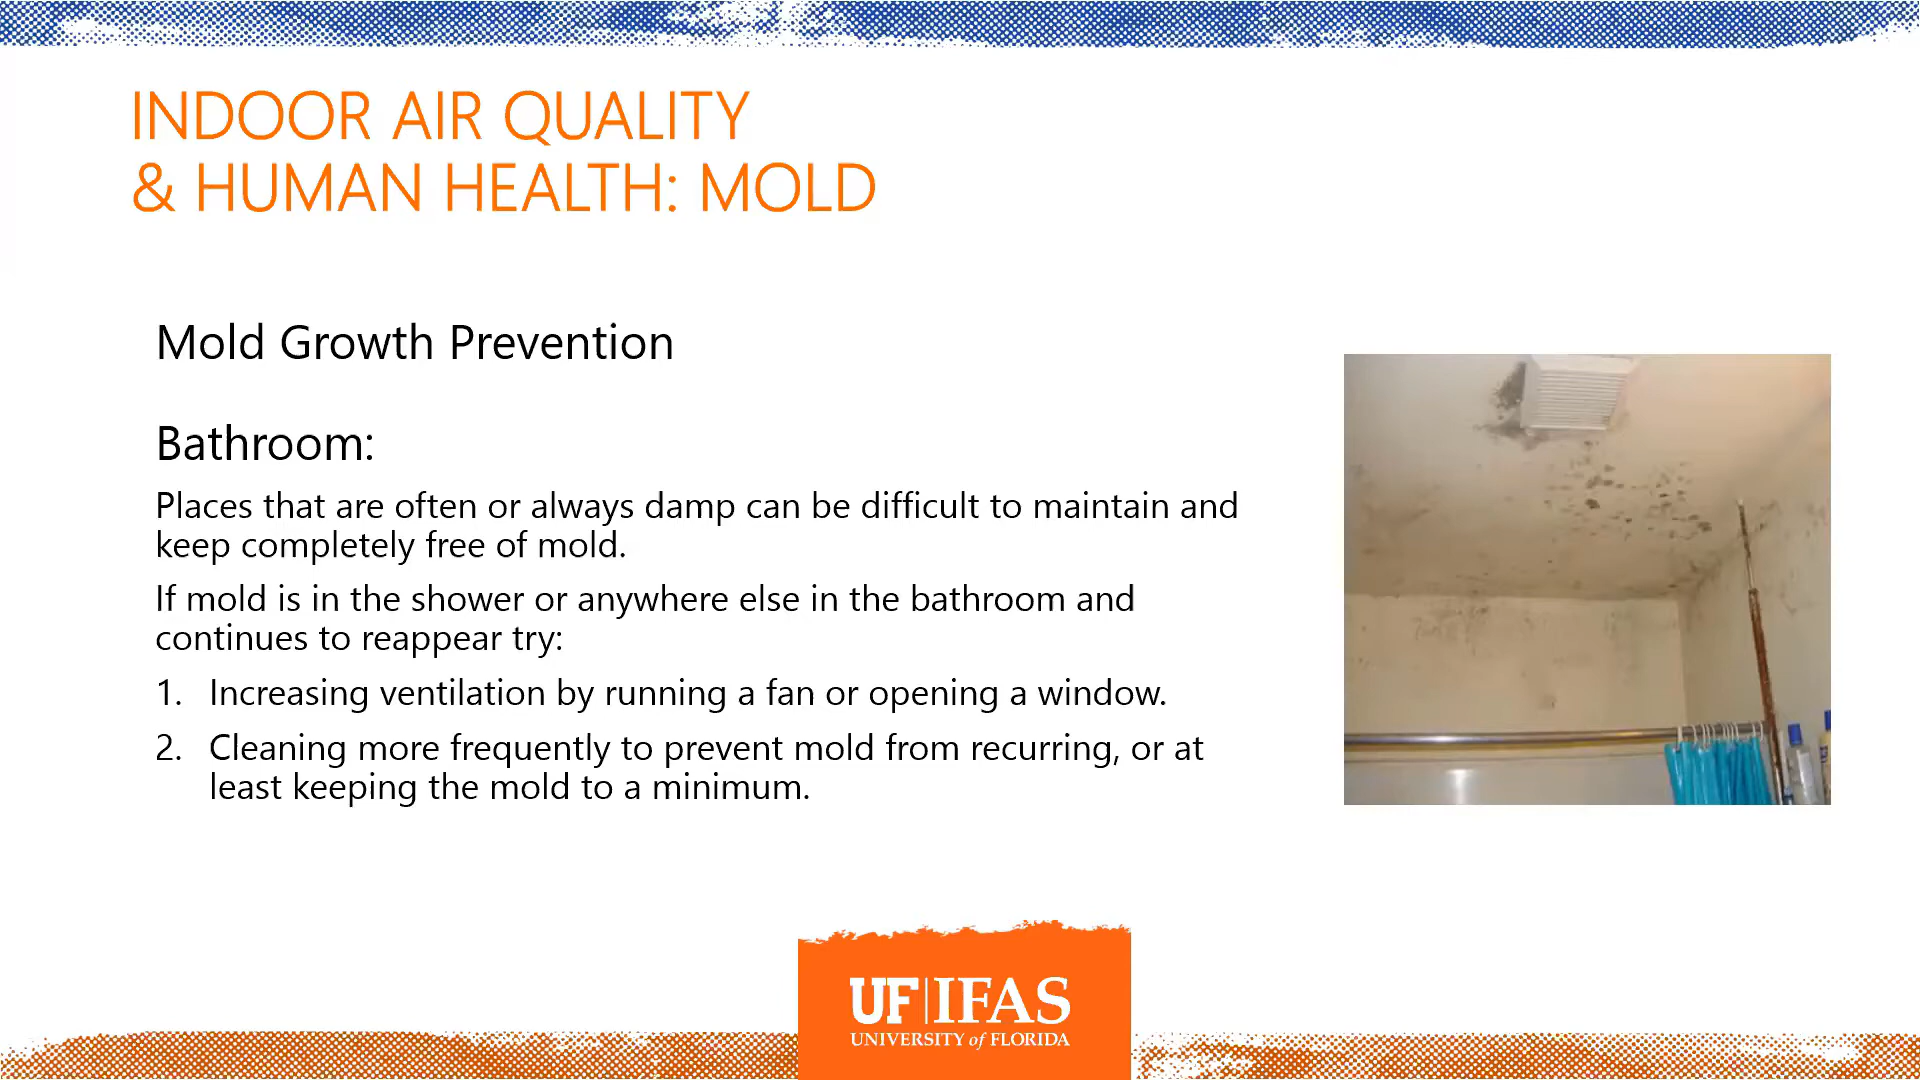 INDOOR AIR QUALITY
& HUMAN HEALTH: MOLD
Mold Growth Prevention
Bathroom:
Places that are often or always damp can be difficult to maintain and
keep completely free of mold.
If mold is in the shower or anywhere else in the bathroom and
continues to reappear try:
1. Increasing ventilation by running a fan or opening a window.
2. Cleaning more frequently to prevent mold from recurring, or at
least keeping the mold to a minimum.
UF|IFAS
UNIVERSITY of FLORIDA